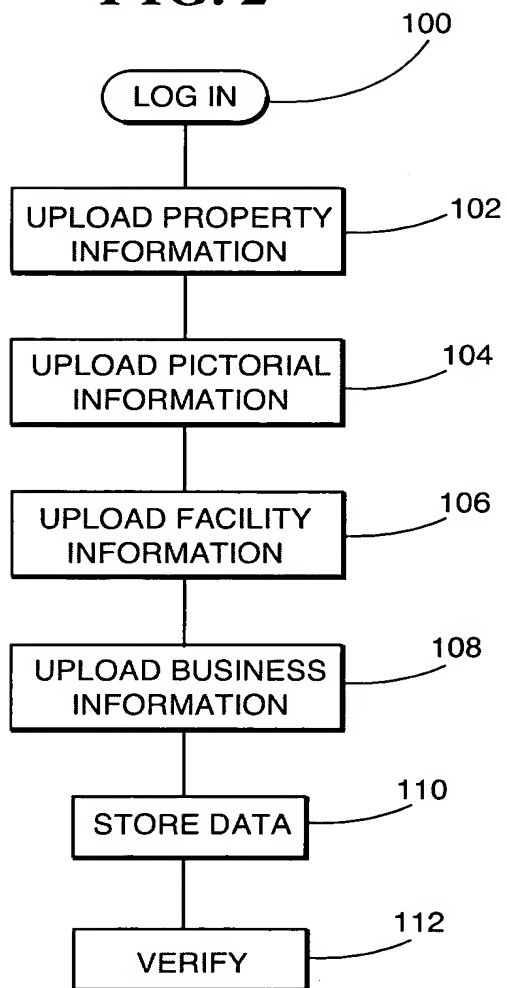 FIG. 2
100
LOG IN
102
UPLOAD PROPERTY
INFORMATION
104
UPLOAD PICTORIAL
INFORMATION
106
UPLOAD FACILITY
INFORMATION
108
UPLOAD BUSINESS
INFORMATION
110
STORE DATA
112
VERIFY